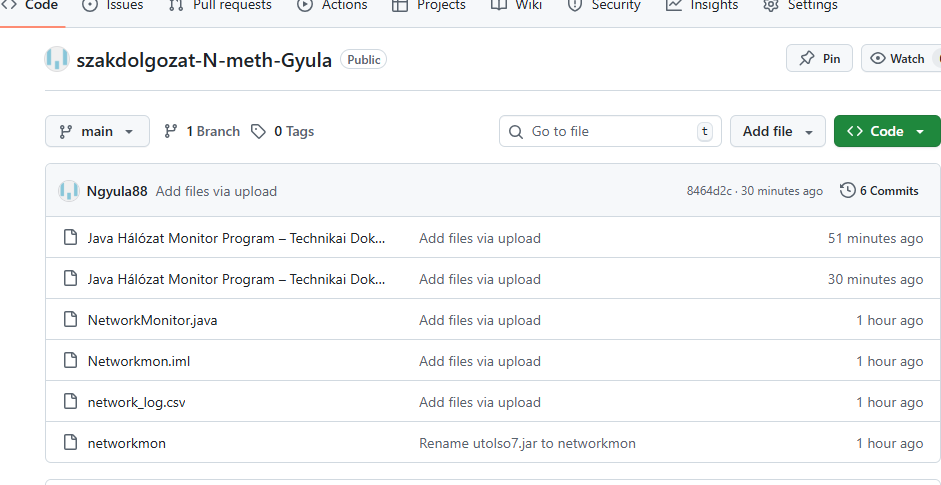 Code Issues Pull requests Actions Projects Wiki Security Insights Settings
szakdolgozat-N-meth-Gyula Public Pin Watch
main 1 Branch 0 Tags Go to file t Add file Code
Ngyula88 Add files via upload 8464d2c · 30 minutes ago 6 Commits
Java Hálózat Monitor Program – Technikai Dok... Add files via upload 51 minutes ago
Java Hálózat Monitor Program – Technikai Dok... Add files via upload 30 minutes ago
NetworkMonitor.java Add files via upload 1 hour ago
Networkmon.iml Add files via upload 1 hour ago
network_log.csv Add files via upload 1 hour ago
networkmon Rename utolso7.jar to networkmon 1 hour ago